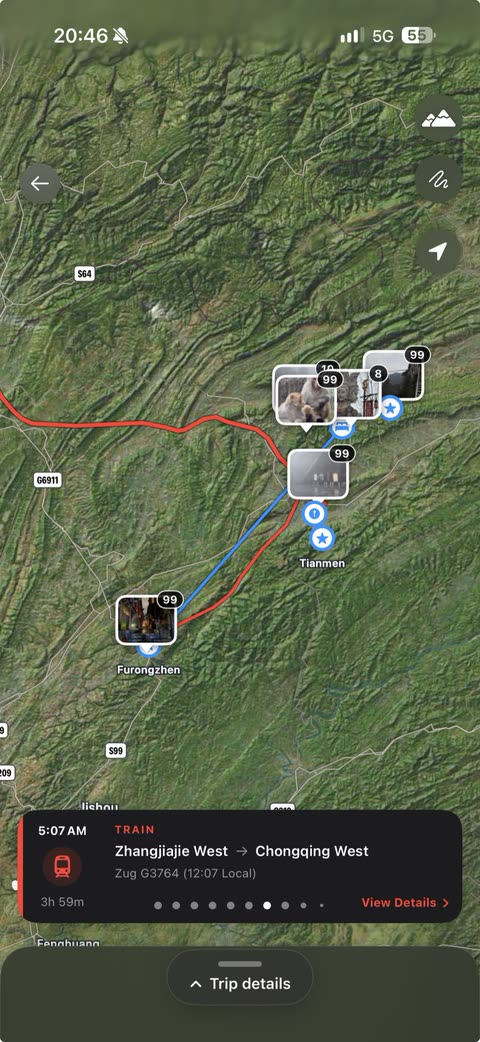 20:46
5G
55
S64
10
99
99
8
99
G6911
Tianmen
99
Furongzhen
S99
209
Jishou
5:07 AM
TRAIN
Zhangjiajie West → Chongqing West
Zug G3764 (12:07 Local)
3h 59m
View Details >
Fenghuang
Trip details